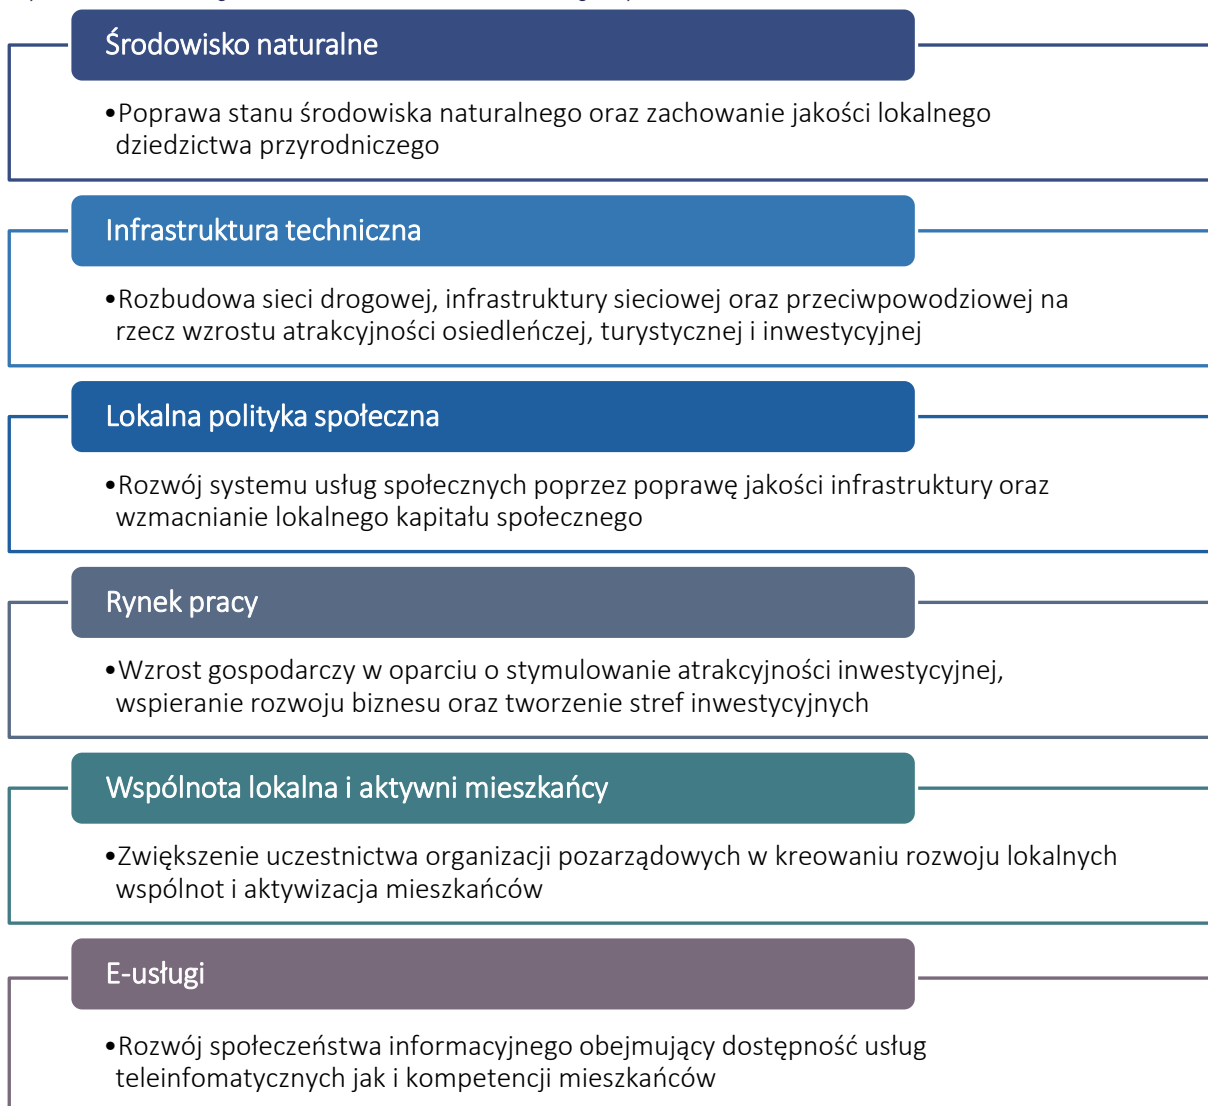 Środowisko naturalne
•Poprawa stanu środowiska naturalnego oraz zachowanie jakości lokalnego
dziedzictwa przyrodniczego
Infrastruktura techniczna
•Rozbudowa sieci drogowej, infrastruktury sieciowej oraz przeciwpowodziowej na
rzecz wzrostu atrakcyjności osiedleńczej, turystycznej i inwestycyjnej
Lokalna polityka społeczna
•Rozwój systemu usług społecznych poprzez poprawę jakości infrastruktury oraz
wzmacnianie lokalnego kapitału społecznego
Rynek pracy
•Wzrost gospodarczy w oparciu o stymulowanie atrakcyjności inwestycyjnej,
wspieranie rozwoju biznesu oraz tworzenie stref inwestycyjnych
Wspólnota lokalna i aktywni mieszkańcy
•Zwiększenie uczestnictwa organizacji pozarządowych w kreowaniu rozwoju lokalnych
wspólnot i aktywizacja mieszkańców
E-usługi
•Rozwój społeczeństwa informacyjnego obejmujący dostępność usług
teleinfomatycznych jak i kompetencji mieszkańców